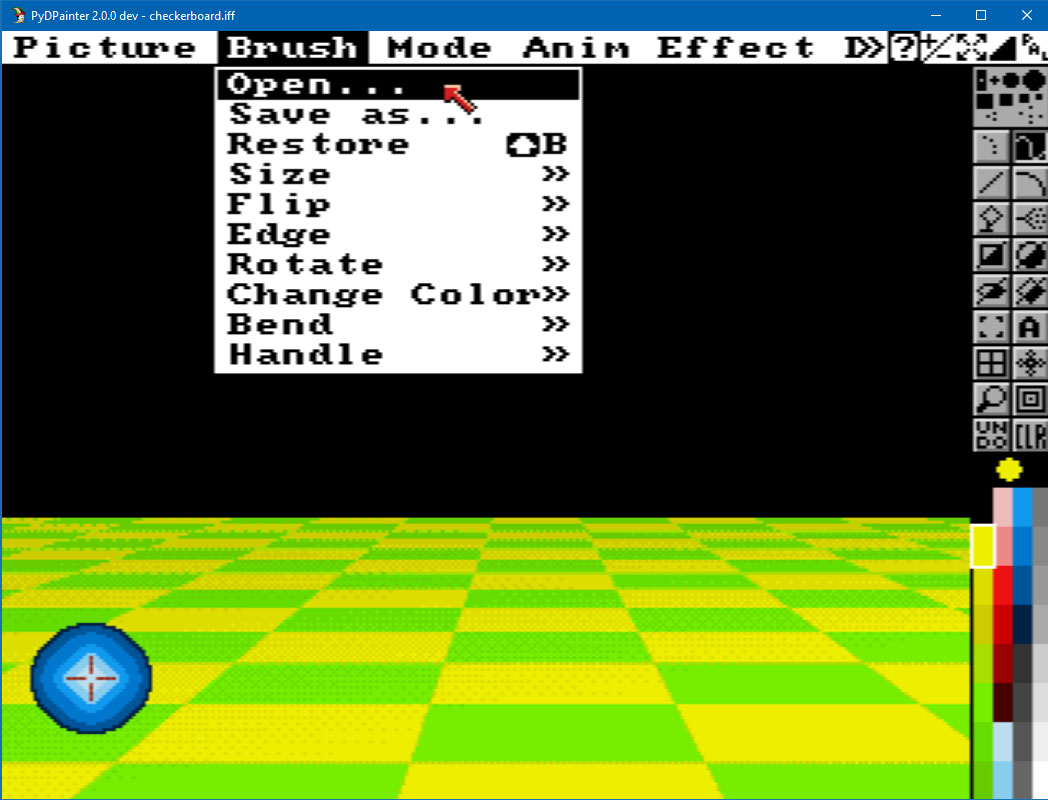 PyDPainter 2.0.0 dev - checkerboard.iff
Picture Brush Mode Anim Effect D»?
Open...
Save as...
Restore B
Size »
Flip »
Edge »
Rotate »
Change Color»
Bend »
Handle »
A
UN
DO CLR